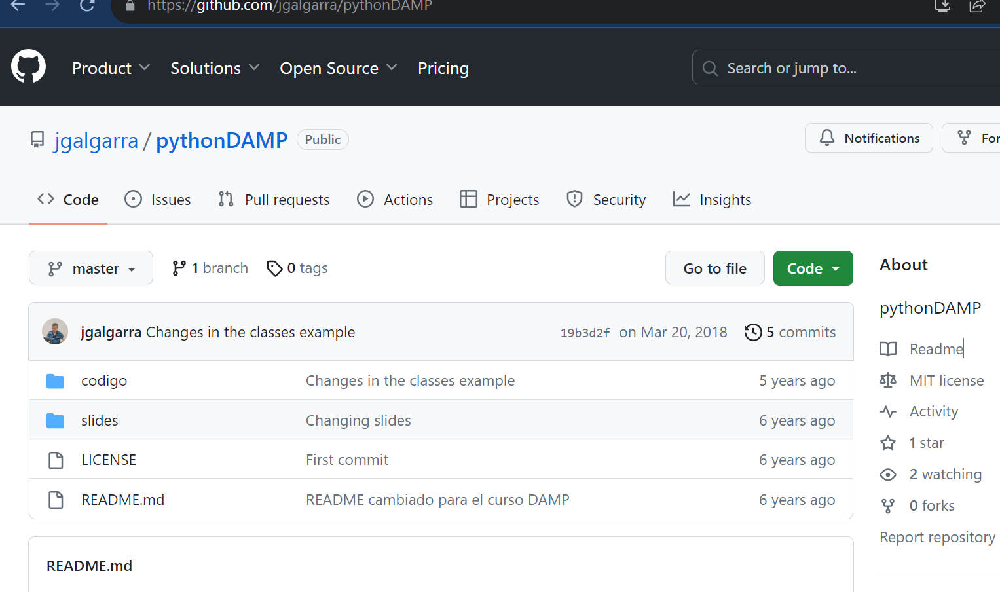 https://github.com/jgalgarra/pythonDAMP
Product Solutions Open Source Pricing Search or jump to...
jgalgarra / pythonDAMP Public Notifications For
Code Issues Pull requests Actions Projects Security Insights
master 1 branch 0 tags Go to file Code
jgalgarra Changes in the classes example 19b3d2f on Mar 20, 2018 5 commits
codigo Changes in the classes example 5 years ago
slides Changing slides 6 years ago
LICENSE First commit 6 years ago
README.md README cambiado para el curso DAMP 6 years ago
README.md
About
pythonDAMP
Readme
MIT license
Activity
1 star
2 watching
0 forks
Report repository